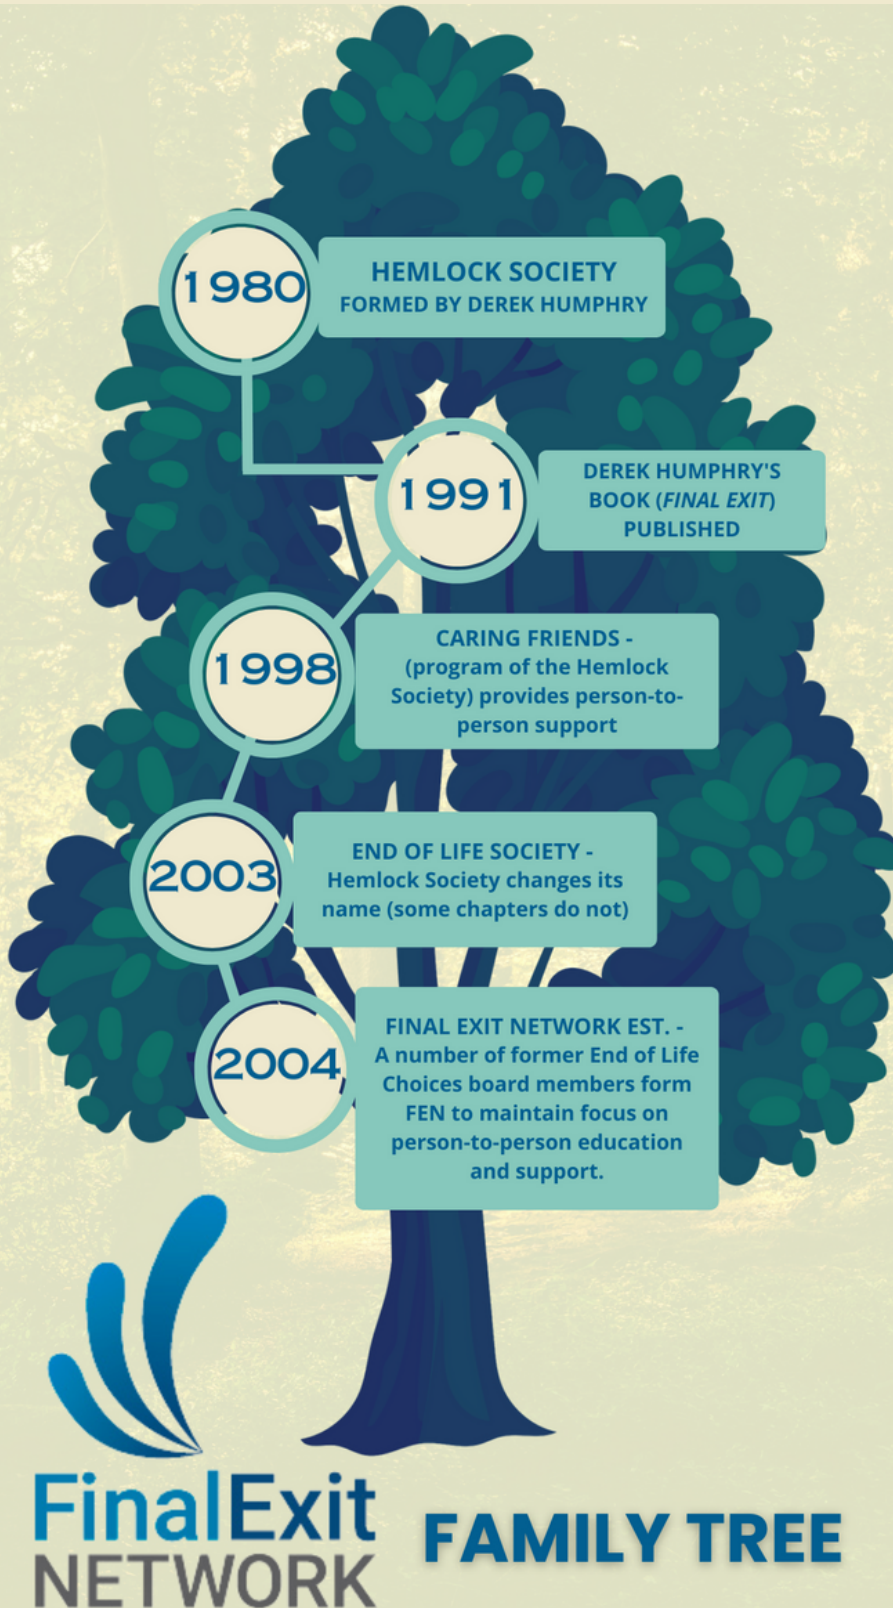 1980
HEMLOCK SOCIETY
FORMED BY DEREK HUMPHRY
1991
DEREK HUMPHRY'S
BOOK (FINAL EXIT)
PUBLISHED
1998
CARING FRIENDS -
(program of the Hemlock
Society) provides person-to-
person support
2003
END OF LIFE SOCIETY -
Hemlock Society changes its
name (some chapters do not)
2004
FINAL EXIT NETWORK EST. -
A number of former End of Life
Choices board members form
FEN to maintain focus on
person-to-person education
and support.
FinalExit
NETWORK
FAMILY TREE